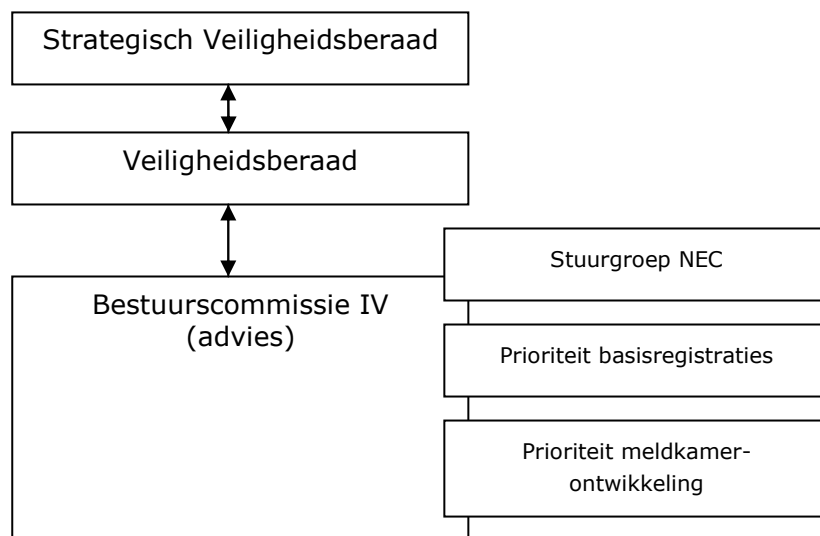 Strategisch Veiligheidsberaad
Veiligheidsberaad
Bestuurscommissie IV
(advies)
Stuurgroep NEC
Prioriteit basisregistraties
Prioriteit meldkamer-
ontwikkeling